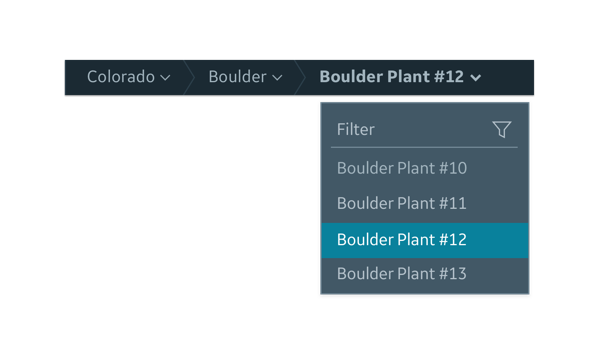 Colorado Boulder Boulder Plant #12
Filter
Boulder Plant #10
Boulder Plant #11
Boulder Plant #12
Boulder Plant #13